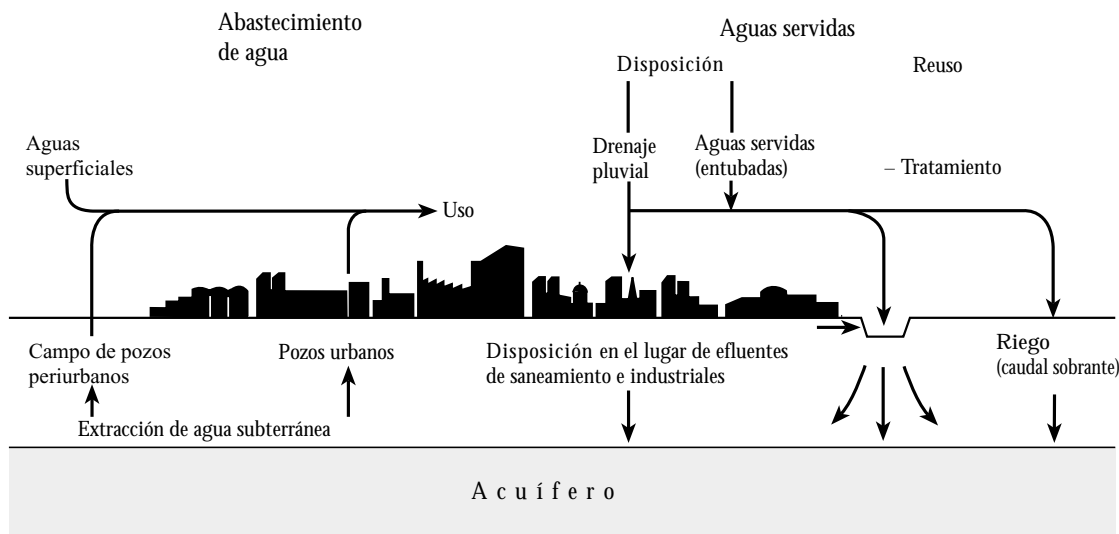 Abastecimiento
de agua
Aguas servidas
Disposición
Reuso
Aguas
superficiales
Drenaje
pluvial
Aguas servidas
(entubadas)
– Tratamiento
Uso
Campo de pozos
periurbanos
Pozos urbanos
Disposición en el lugar de efluentes
de saneamiento e industriales
Riego
(caudal sobrante)
Extracción de agua subterránea
Acuífero